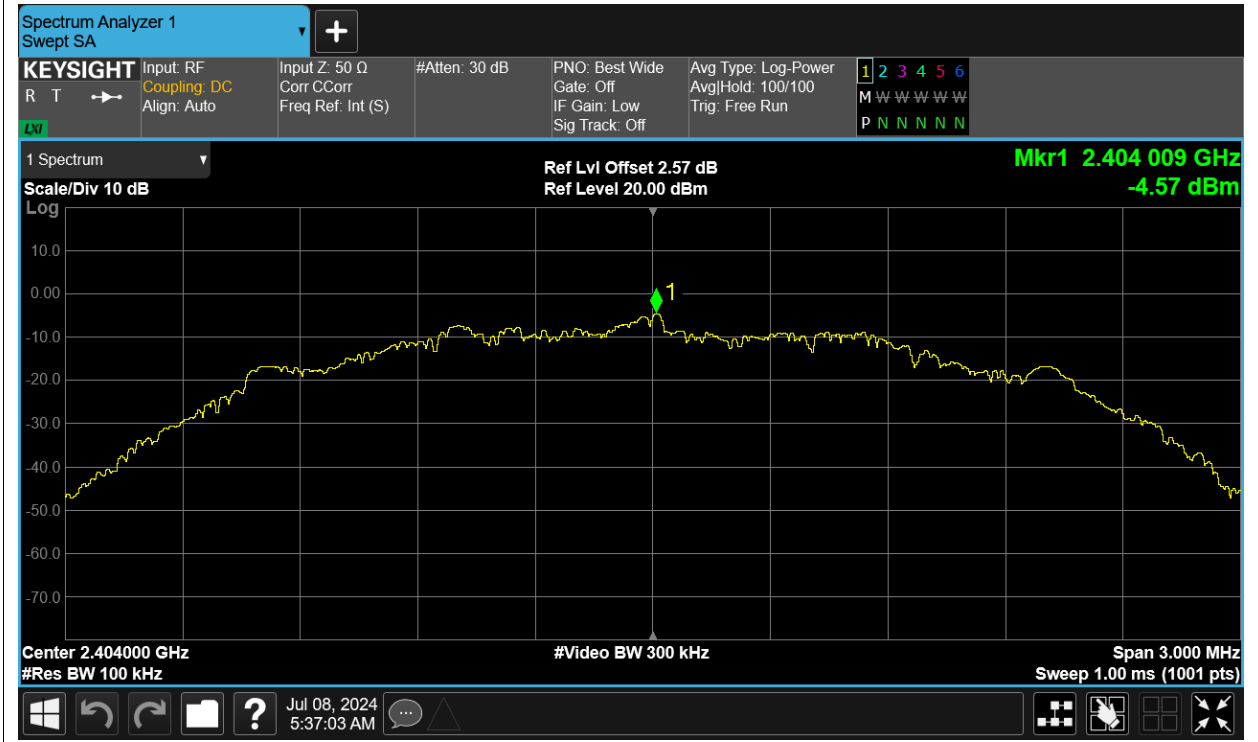 Spectrum Analyzer 1
Swept SA
KEYSIGHT
R T
LXI
Input: RF
Coupling: DC
Align: Auto
Input Z: 50 Ω
Corr CCorr
Freq Ref: Int (S)
#Atten: 30 dB
PNO: Best Wide
Gate: Off
IF Gain: Low
Sig Track: Off
Avg Type: Log-Power
Avg|Hold: 100/100
Trig: Free Run
1 2 3 4 5 6
M W W W W W
P N N N N N
1 Spectrum
Scale/Div 10 dB
Log
Ref Lvl Offset 2.57 dB
Ref Level 20.00 dBm
Mkr1 2.404 009 GHz
-4.57 dBm
10.0
0.00
1
-10.0
-20.0
-30.0
-40.0
-50.0
-60.0
-70.0
Center 2.404000 GHz
#Res BW 100 kHz
#Video BW 300 kHz
Span 3.000 MHz
Sweep 1.00 ms (1001 pts)
?
Jul 08, 2024
5:37:03 AM